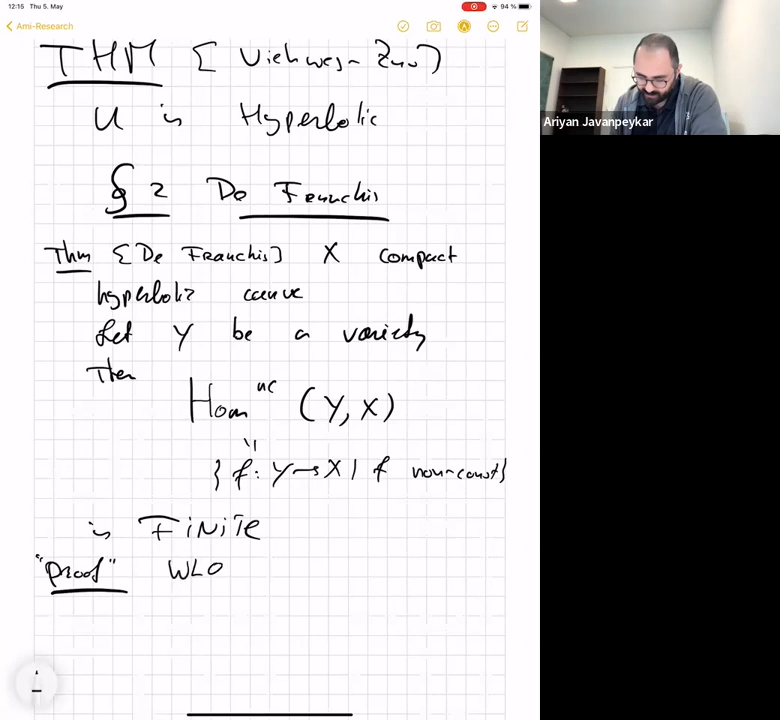 12:15 Thu 5. May
94 %
Ami-Research
THM [ Viehweg-Zuo ]
U is Hyperbolic
§ 2 De Franchis
Thm [ De Franchis ] X compact
hyperbolic curve
Let Y be a variety
Then
Hom^nc (Y, X)
"
{ f: Y → X | f non-const }
is FINITE
"Proof" WLO
Ariyan Javanpeykar